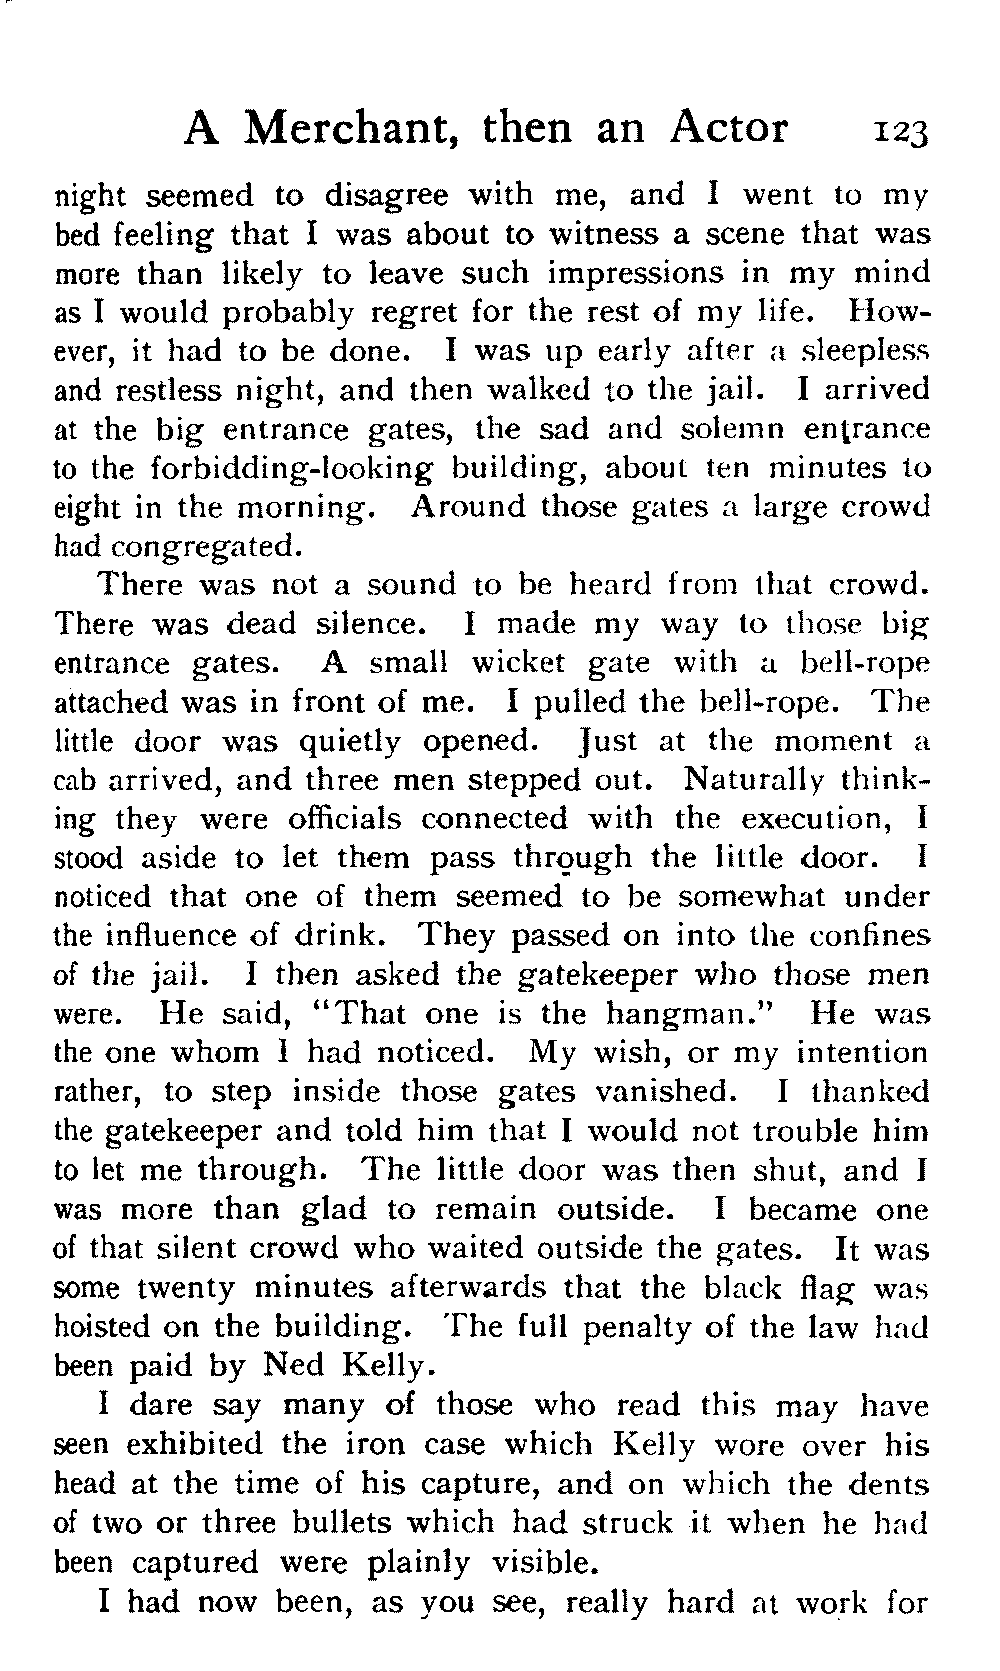 A Merchant, then an Actor 123
night seemed to disagree with me, and I went to my
bed feeling that I was about to witness a scene that was
more than likely to leave such impressions in my mind
as I would probably regret for the rest of my life. How-
ever, it had to be done. I was up early after a sleepless
and restless night, and then walked to the jail. I arrived
at the big entrance gates, the sad and solemn entrance
to the forbidding-looking building, about ten minutes to
eight in the morning. Around those gates a large crowd
had congregated.
There was not a sound to be heard from that crowd.
There was dead silence. I made my way to those big
entrance gates. A small wicket gate with a bell-rope
attached was in front of me. I pulled the bell-rope. The
little door was quietly opened. Just at the moment a
cab arrived, and three men stepped out. Naturally think-
ing they were officials connected with the execution, I
stood aside to let them pass through the little door. I
noticed that one of them seemed to be somewhat under
the influence of drink. They passed on into the confines
of the jail. I then asked the gatekeeper who those men
were. He said, "That one is the hangman." He was
the one whom I had noticed. My wish, or my intention
rather, to step inside those gates vanished. I thanked
the gatekeeper and told him that I would not trouble him
to let me through. The little door was then shut, and I
was more than glad to remain outside. I became one
of that silent crowd who waited outside the gates. It was
some twenty minutes afterwards that the black flag was
hoisted on the building. The full penalty of the law had
been paid by Ned Kelly.
I dare say many of those who read this may have
seen exhibited the iron case which Kelly wore over his
head at the time of his capture, and on which the dents
of two or three bullets which had struck it when he had
been captured were plainly visible.
I had now been, as you see, really hard at work for